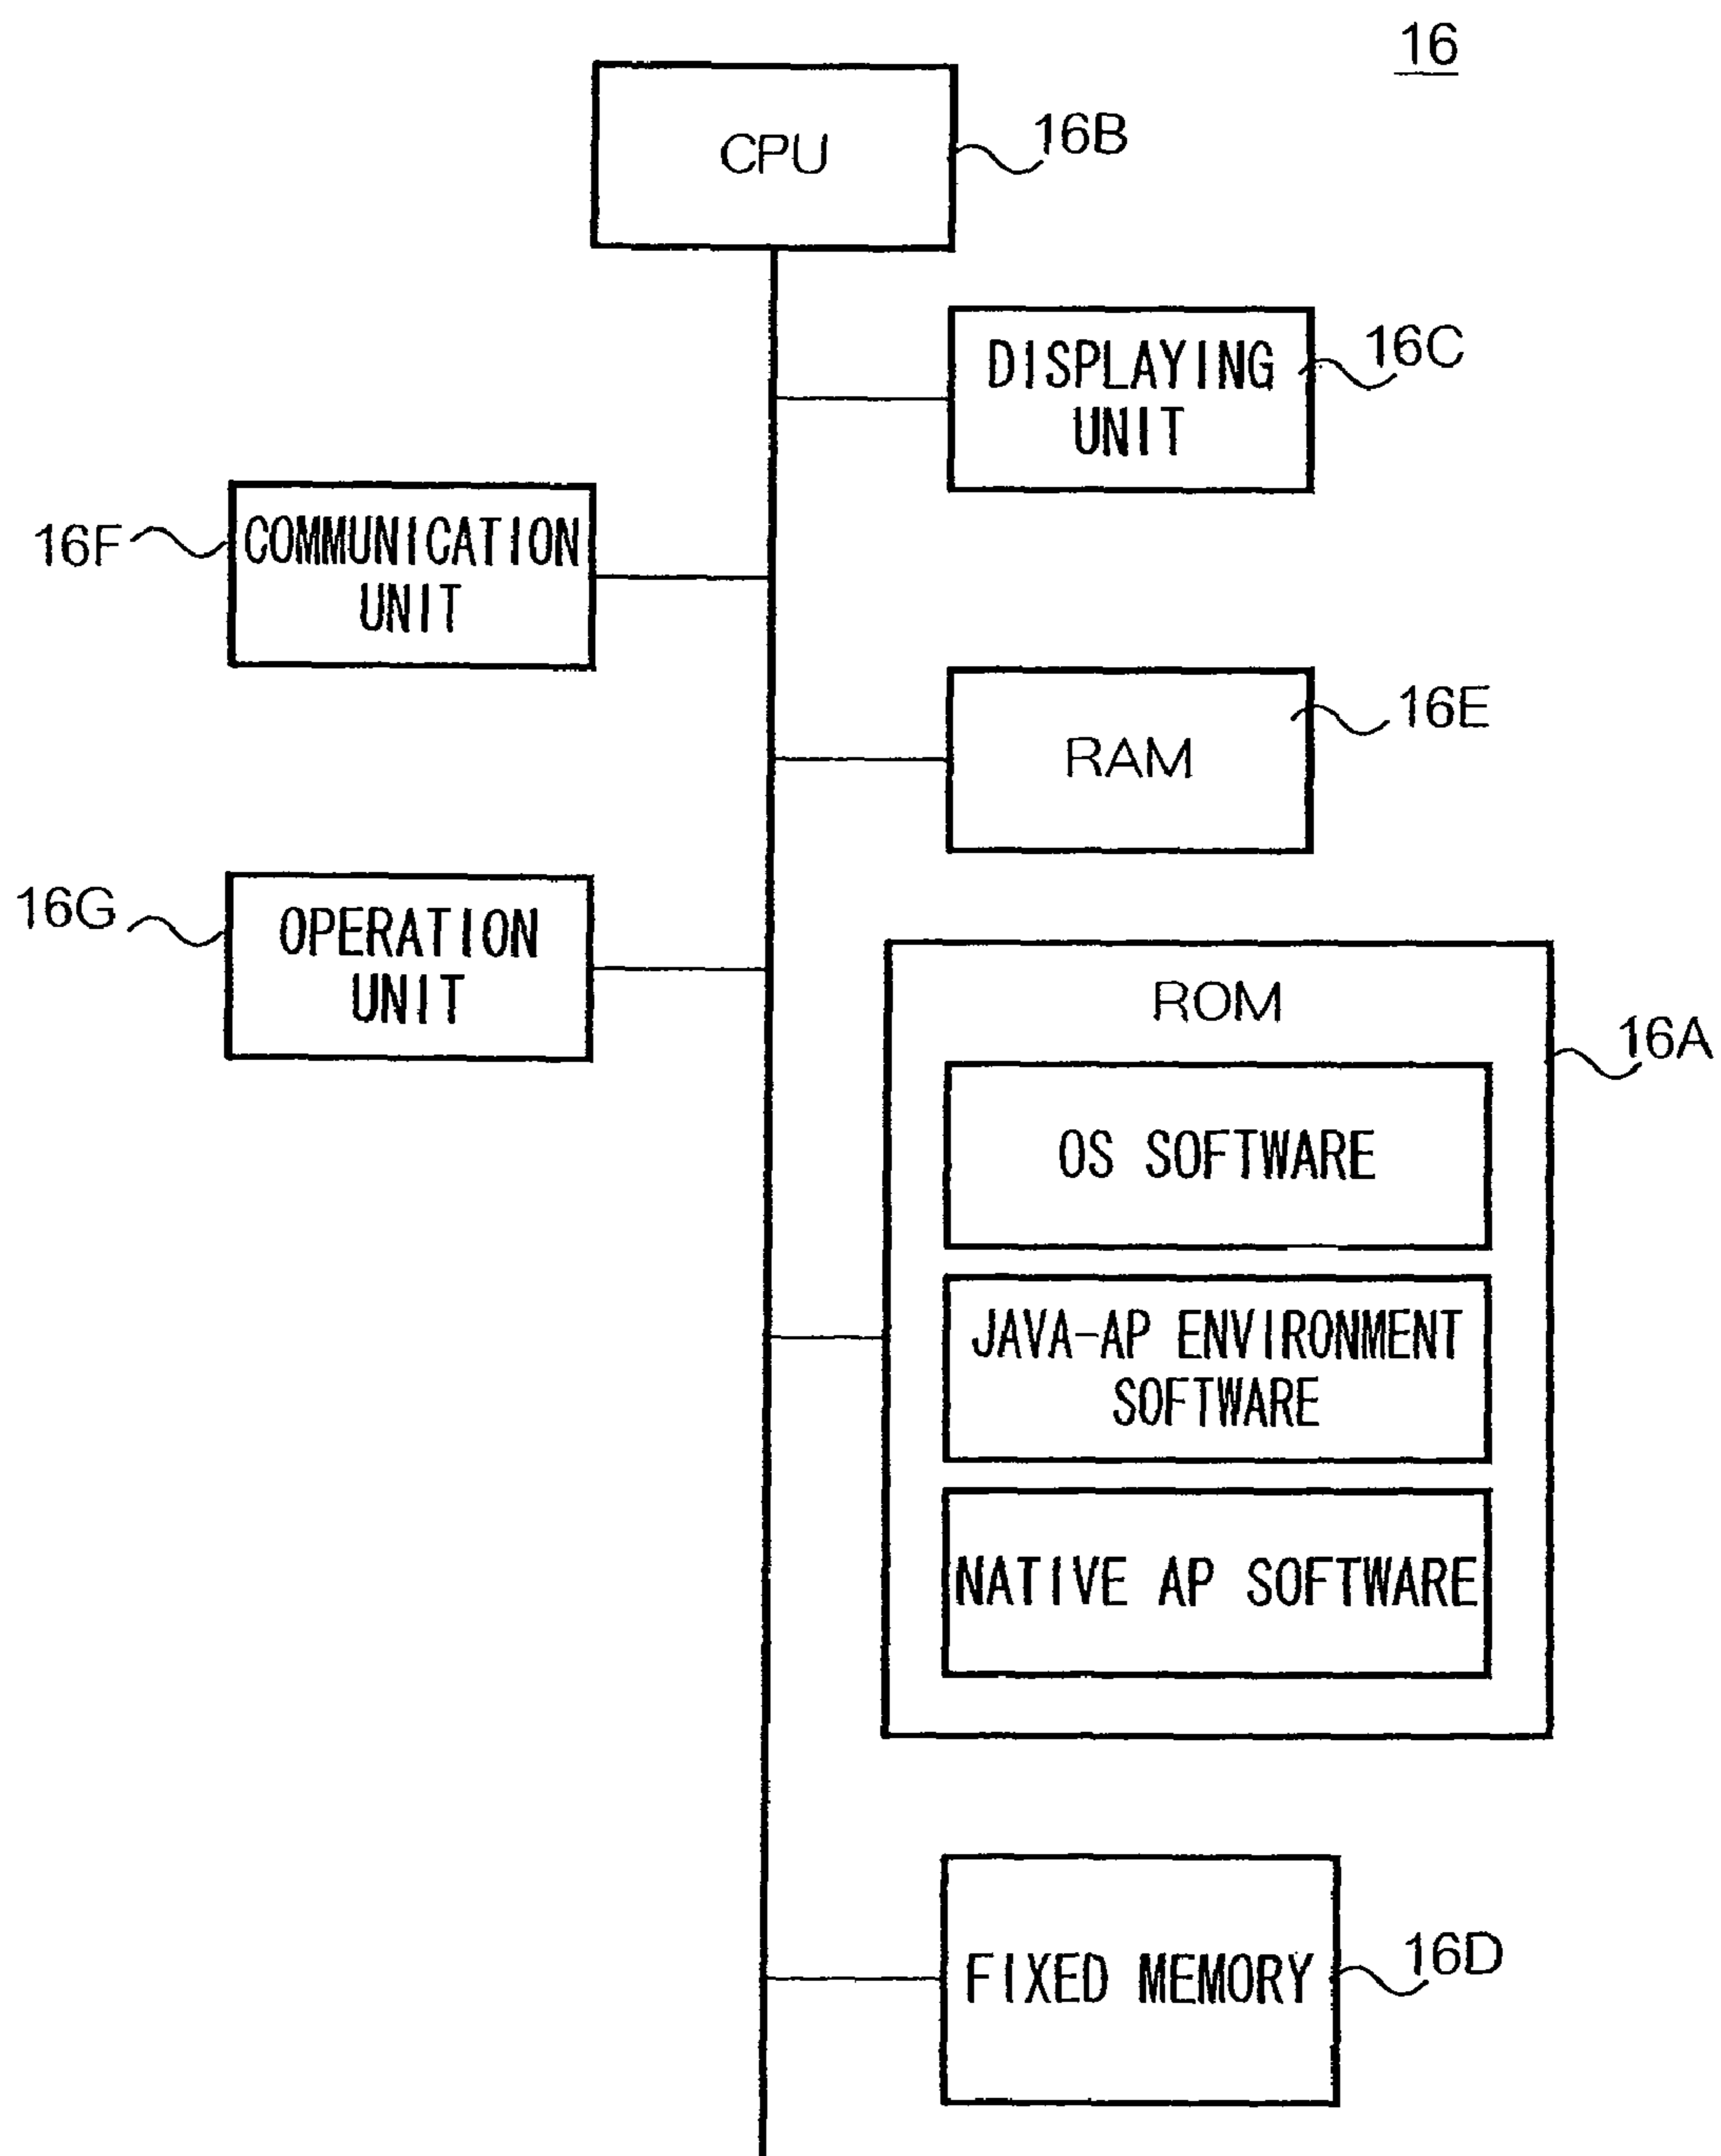 16
CPU
16B
DISPLAYING
UNIT
16C
16F
COMMUNICATION
UNIT
RAM
16E
16G
OPERATION
UNIT
ROM
16A
OS SOFTWARE
JAVA-AP ENVIRONMENT
SOFTWARE
NATIVE AP SOFTWARE
FIXED MEMORY
16D